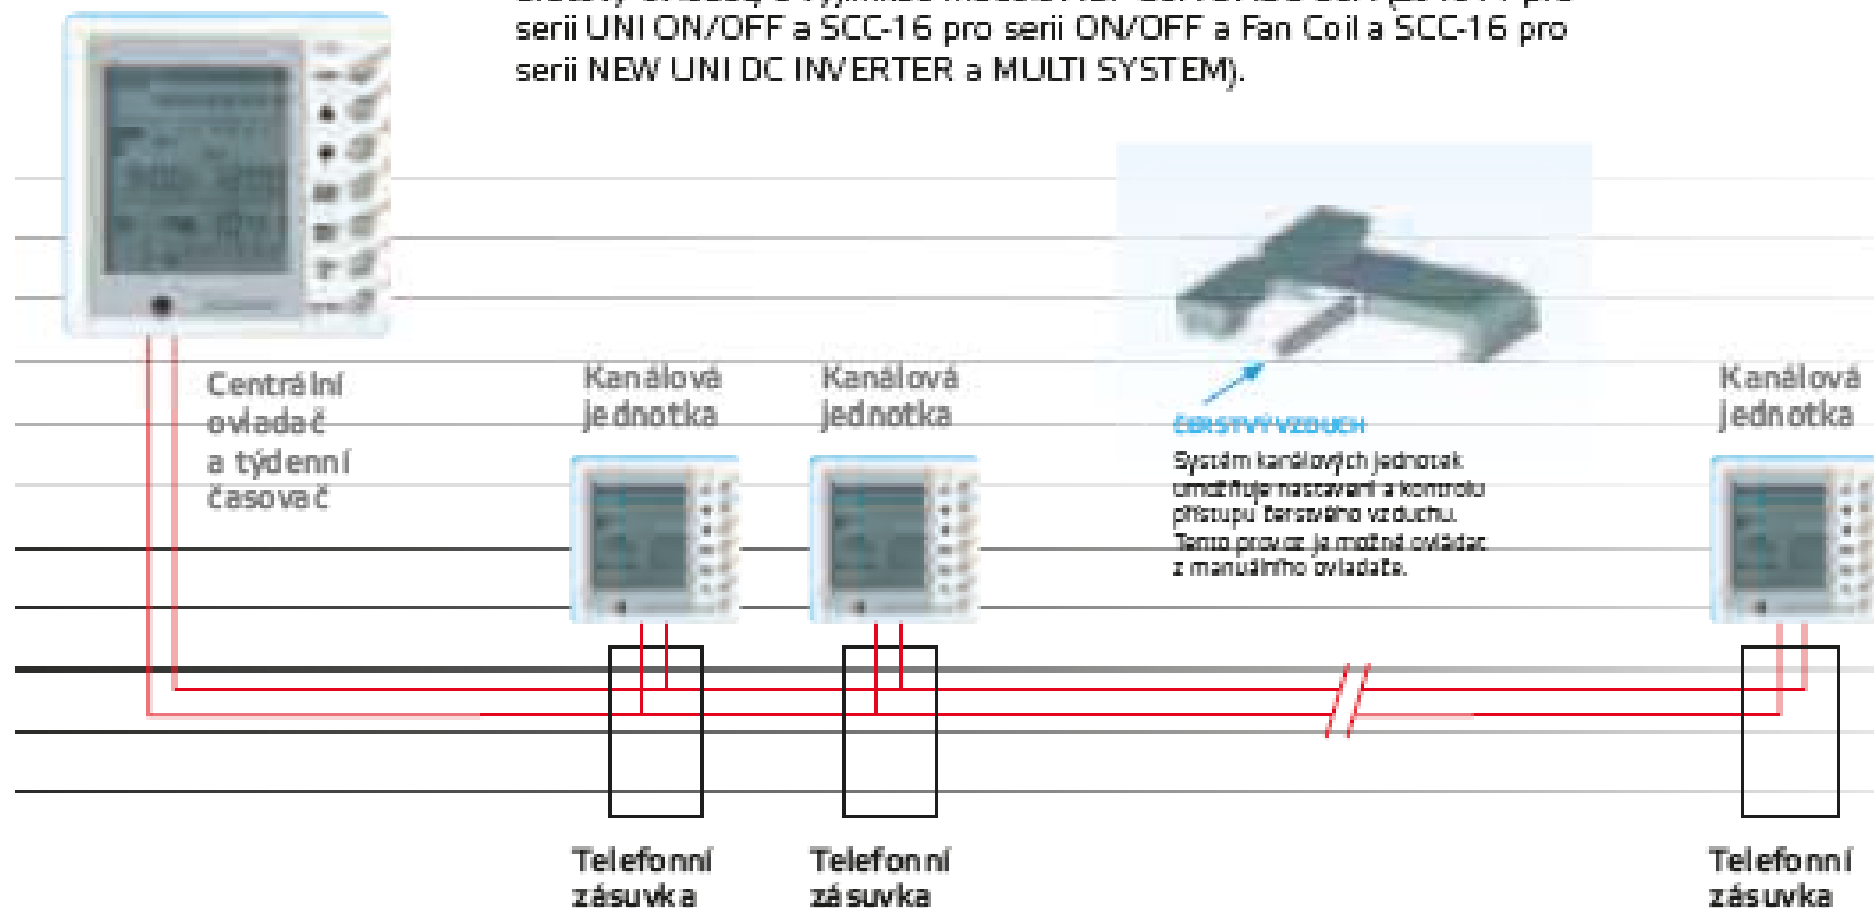 serii UNI ON/OFF a SCC-16 pro serii ON/OFF a Fan Coil a SCC-16 pro
serii NEW UNI DC INVERTER a MULTI SYSTEM).
Centrální
ovladač
a týdenní
časovač
Kanálová
jednotka
Kanálová
jednotka
ČERSTVÝ VZDUCH
Systém kanálových jednotek
umožňuje nastavení a kontrolu
přístupu čerstvého vzduchu.
Tento provoz je možné ovládat
z manuálního ovladače.
Kanálová
jednotka
Telefonní
zásuvka
Telefonní
zásuvka
Telefonní
zásuvka